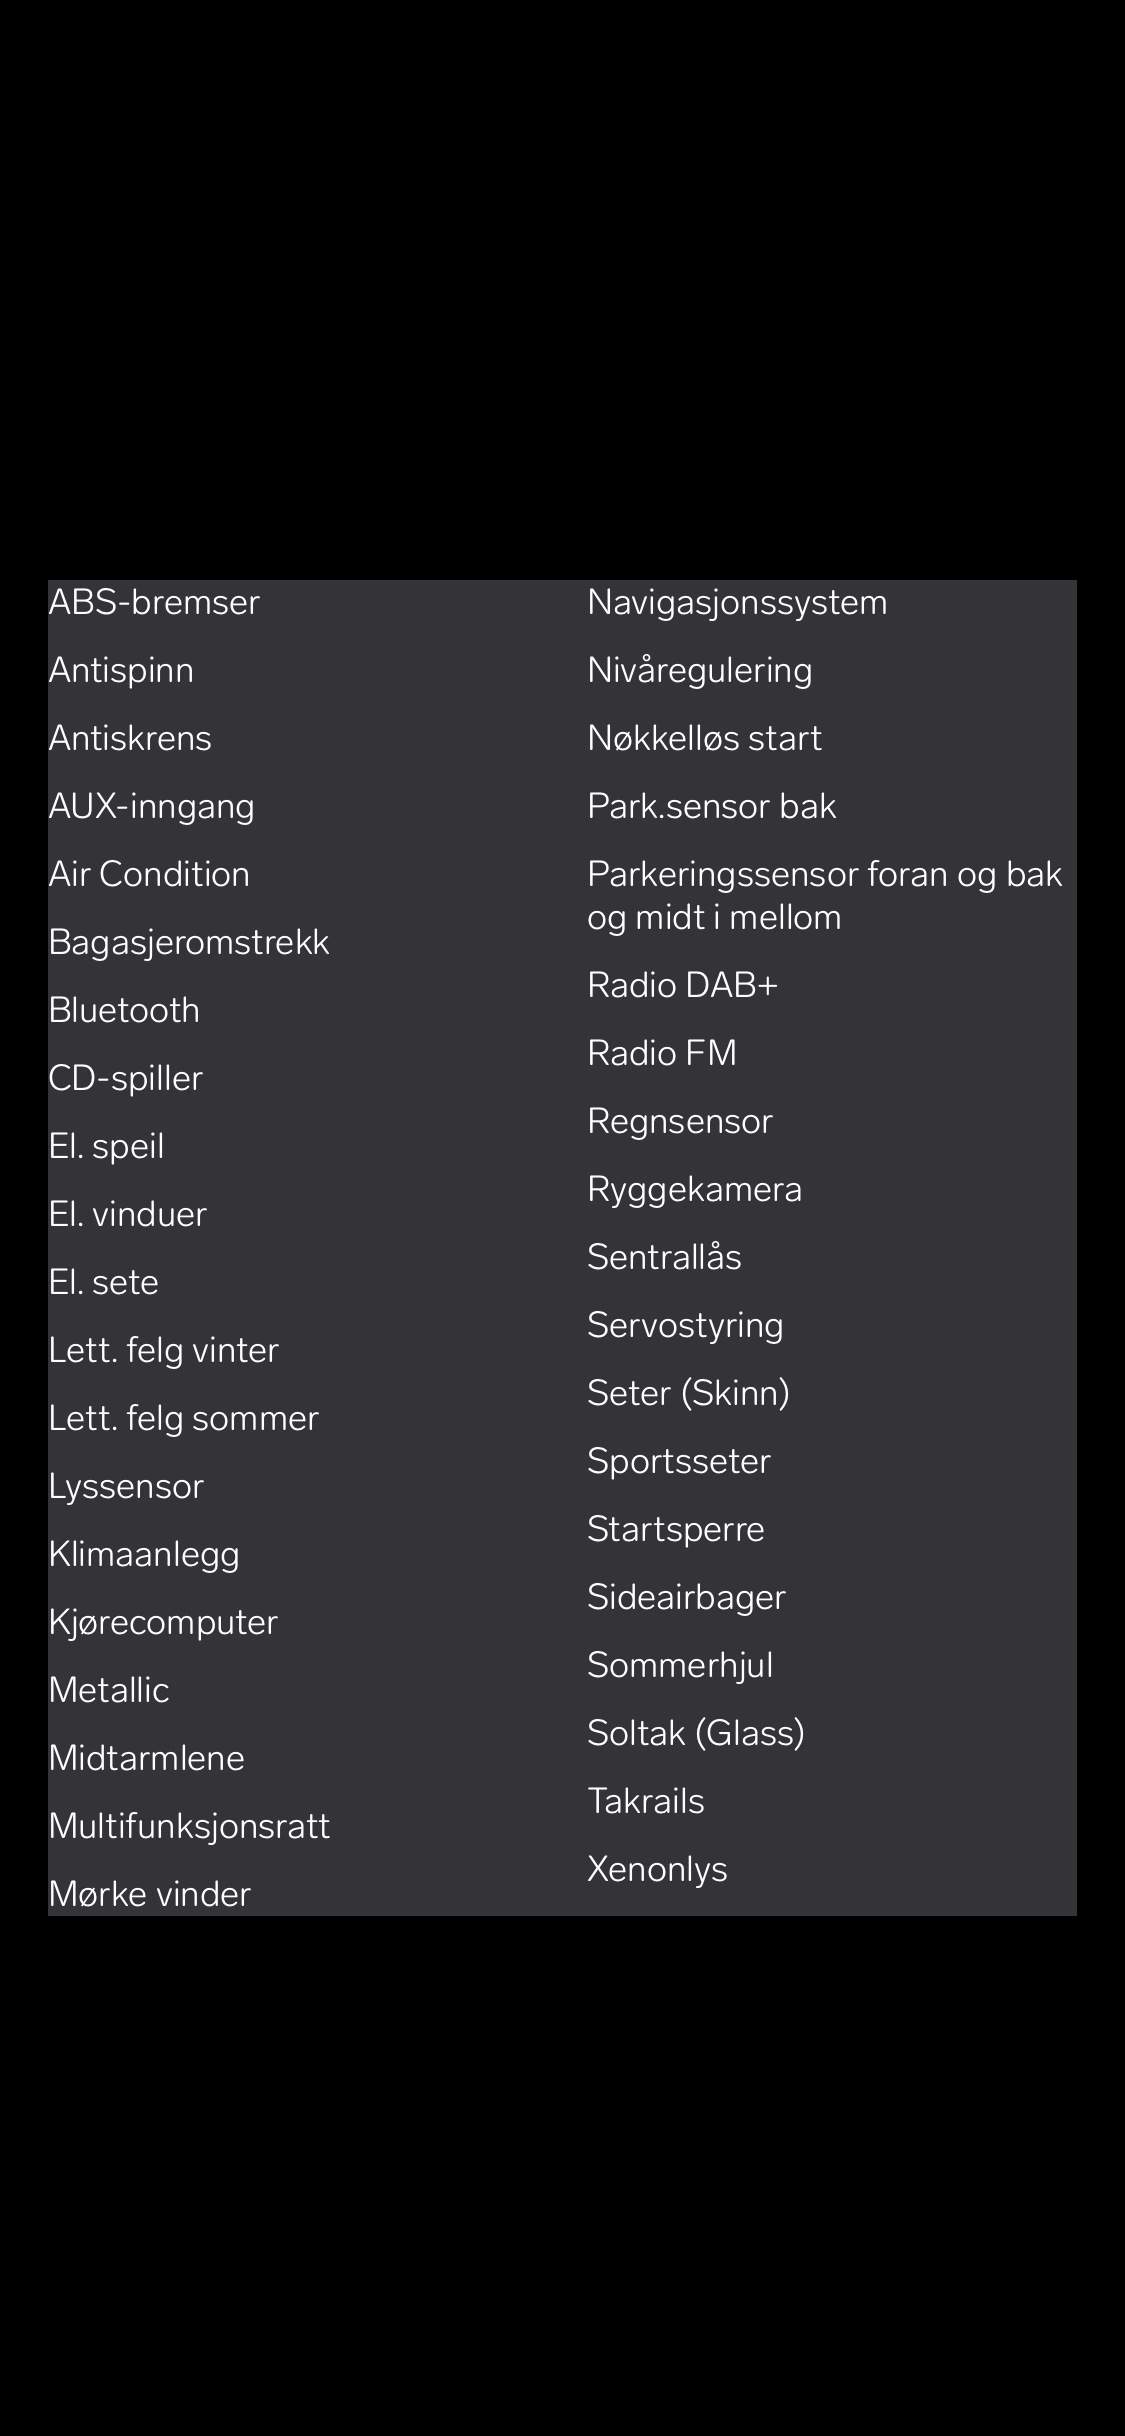 ABS-bremser
Antispinn
Antiskrens
AUX-inngang
Air Condition
Bagasjeromstrekk
Bluetooth
CD-spiller
El. speil
El. vinduer
El. sete
Lett. felg vinter
Lett. felg sommer
Lyssensor
Klimaanlegg
Kjørecomputer
Metallic
Midtarmlene
Multifunksjonsratt
Mørke vinder
Navigasjonssystem
Nivåregulering
Nøkkelløs start
Park.sensor bak
Parkeringssensor foran og bak
og midt i mellom
Radio DAB+
Radio FM
Regnsensor
Ryggekamera
Sentrallås
Servostyring
Seter (Skinn)
Sportsseter
Startsperre
Sideairbager
Sommerhjul
Soltak (Glass)
Takrails
Xenonlys